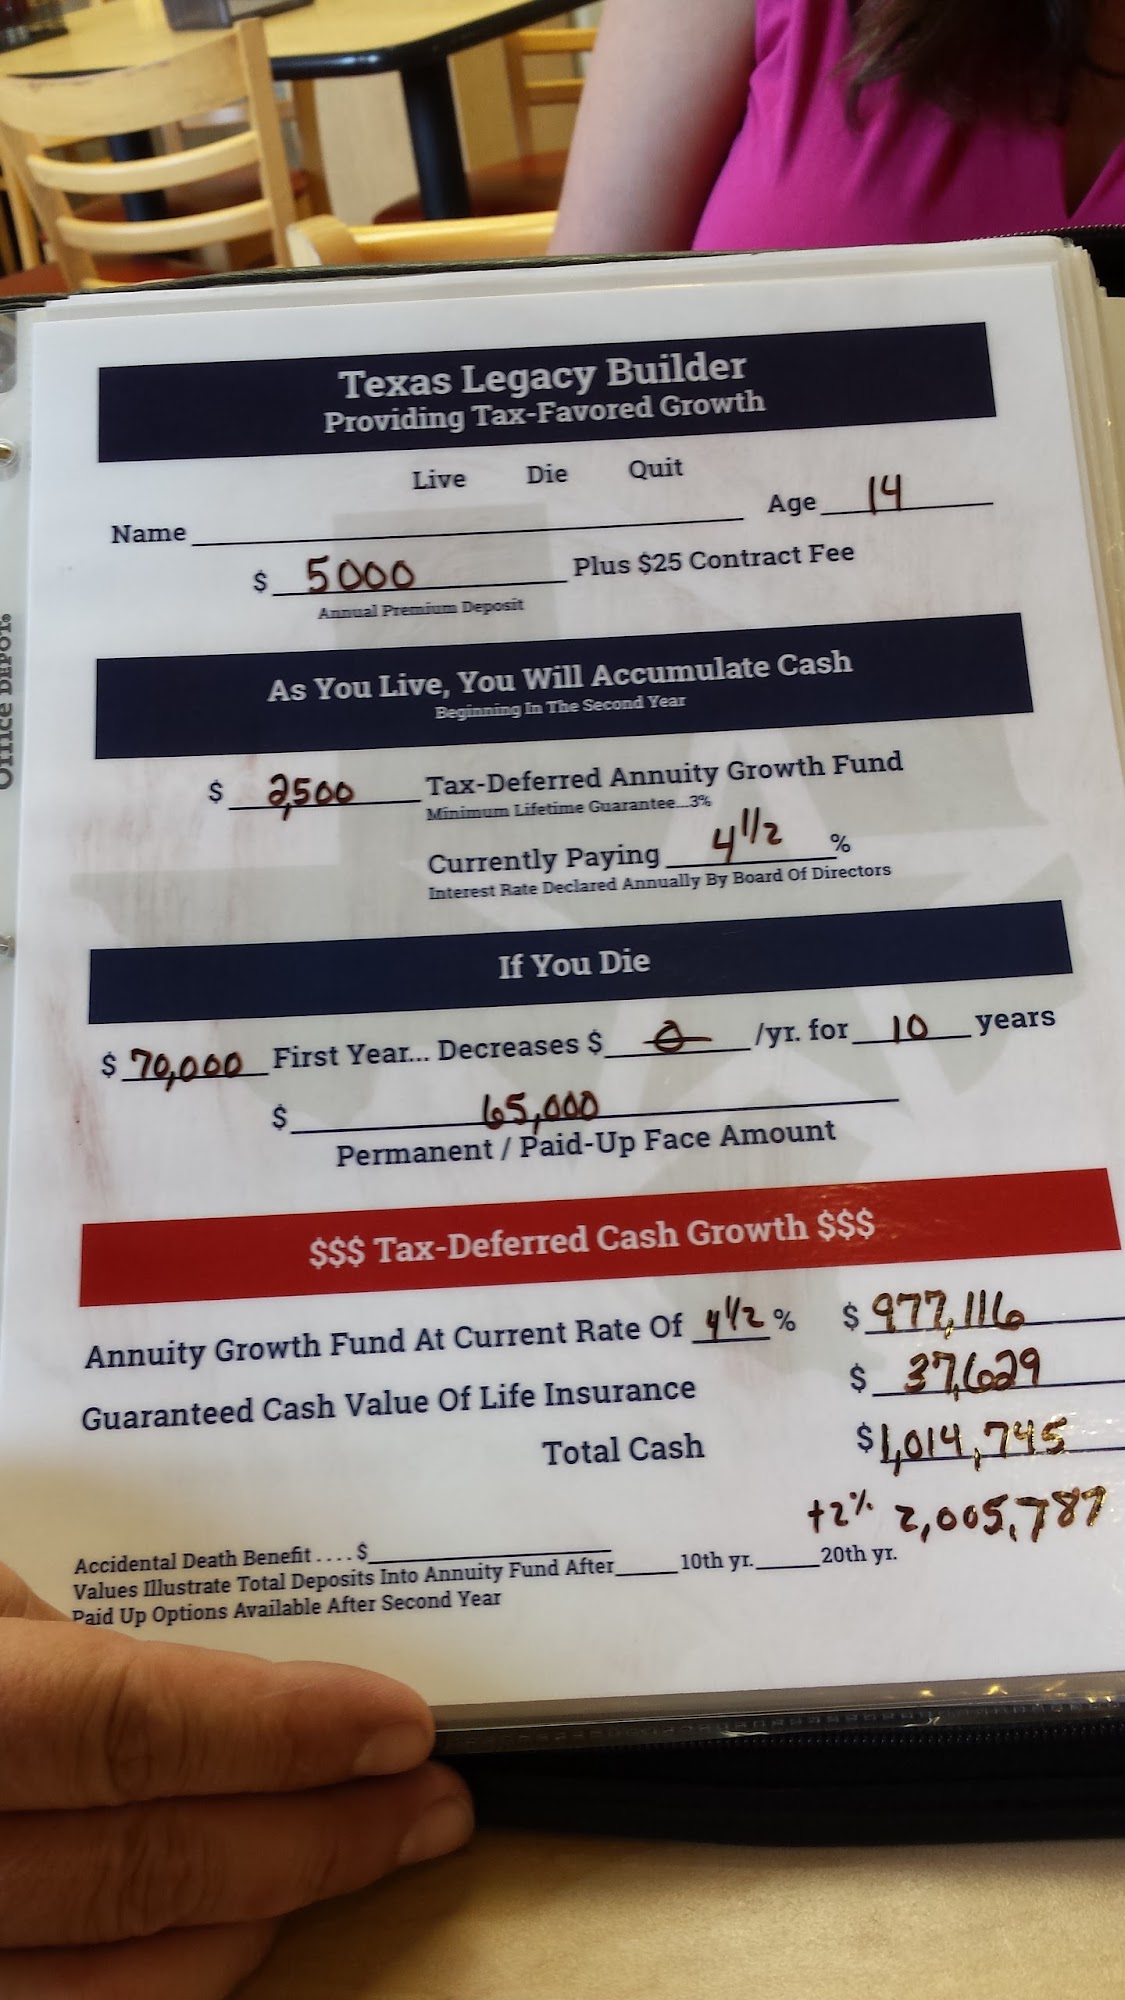 Texas Legacy Builder
Providing Tax-Favored Growth
Live Die Quit
Name Age 14
$ 5000 Plus $25 Contract Fee
Annual Premium Deposit
As You Live, You Will Accumulate Cash
Beginning In The Second Year
$ 2,500 Tax-Deferred Annuity Growth Fund
Minimum Lifetime Guarantee...3%
Currently Paying 4 1/2 %
Interest Rate Declared Annually By Board Of Directors
If You Die
$ 70,000 First Year... Decreases $ 0 /yr. for 10 years
$ 65,000
Permanent / Paid-Up Face Amount
$$$ Tax-Deferred Cash Growth $$$
Annuity Growth Fund At Current Rate Of 4 1/2 % $ 977,116
Guaranteed Cash Value Of Life Insurance $ 37,629
Total Cash $ 1,014,745
+2% 2,005,787
Accidental Death Benefit .... $
Values Illustrate Total Deposits Into Annuity Fund After 10th yr. 20th yr.
Paid Up Options Available After Second Year
Office DEPOT